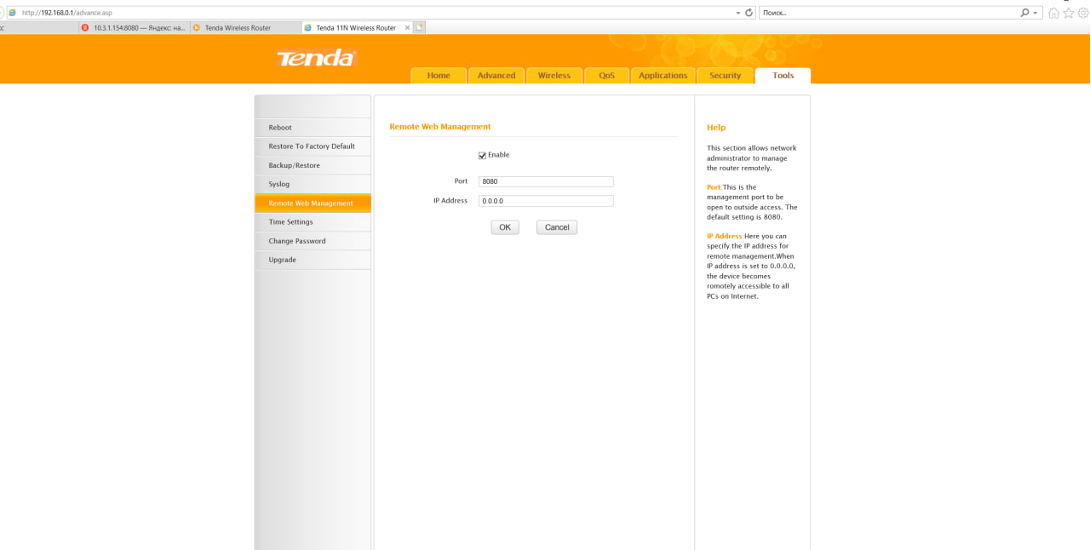 http://192.168.0.1/advance.asp
Поиск...
10.3.1.154:8080 — Яндекс: на...
Tenda Wireless Router
Tenda 11N Wireless Router
Tenda
Home
Advanced
Wireless
QoS
Applications
Security
Tools
Reboot
Restore To Factory Default
Backup/Restore
Syslog
Remote Web Management
Time Settings
Change Password
Upgrade
Remote Web Management
Enable
Port
8080
IP Address
0.0.0.0
OK
Cancel
Help
This section allows network
administrator to manage
the router remotely.
Port:This is the
management port to be
open to outside access. The
default setting is 8080.
IP Address:Here you can
specify the IP address for
remote management.When
IP address is set to 0.0.0.0,
the device becomes
romotely accessible to all
PCs on Internet.